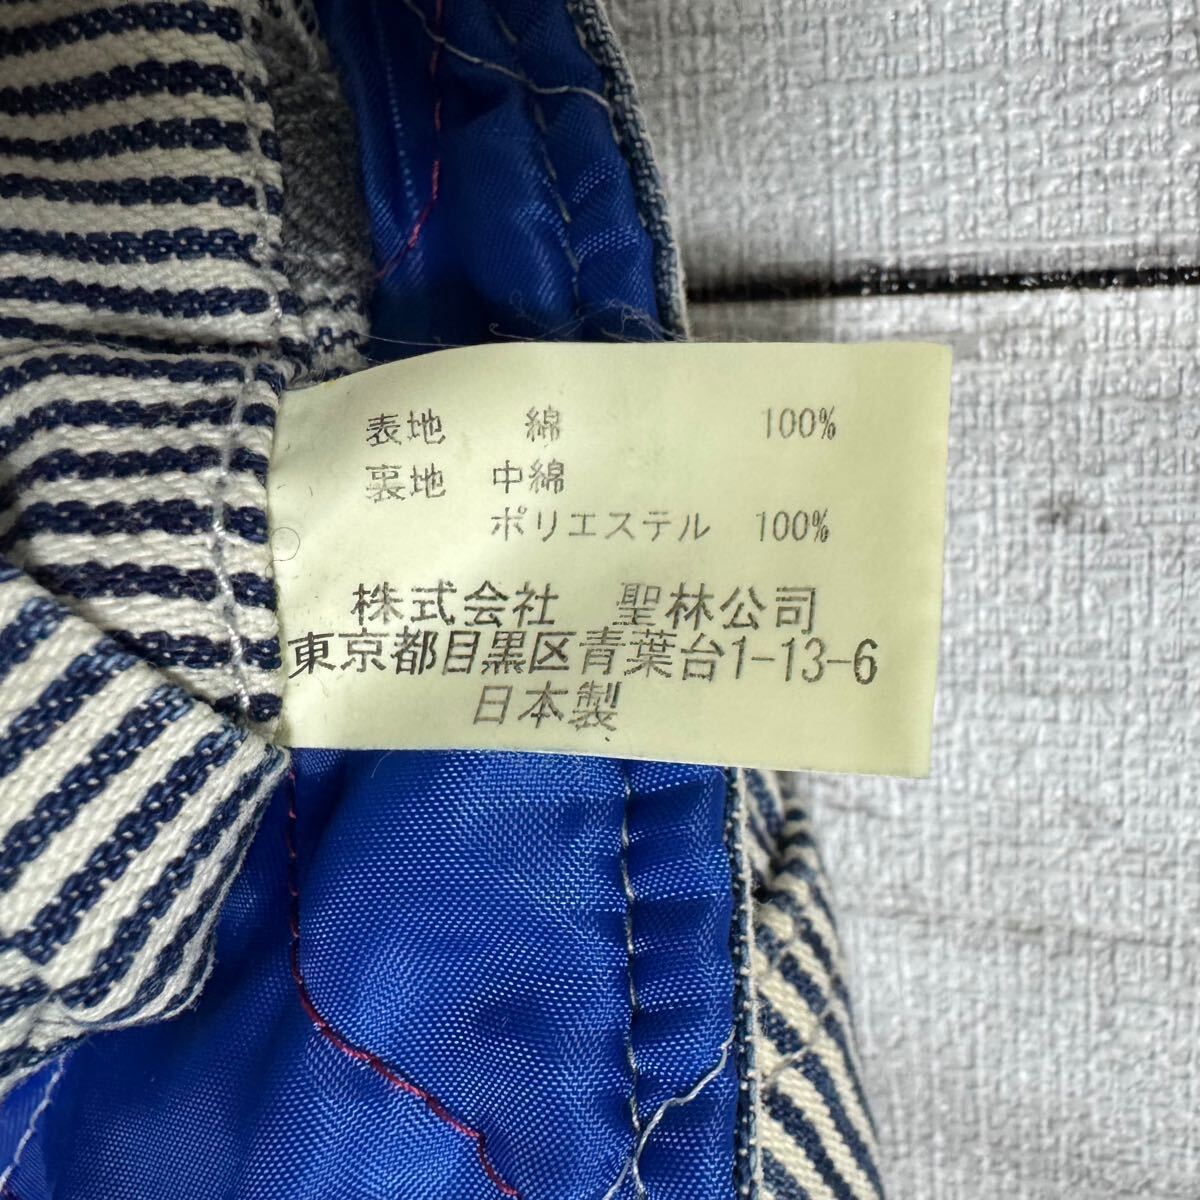 表地　綿　100%
裏地　中綿
ポリエステル　100%
株式会社　聖林公司
東京都目黒区青葉台1-13-6
日本製